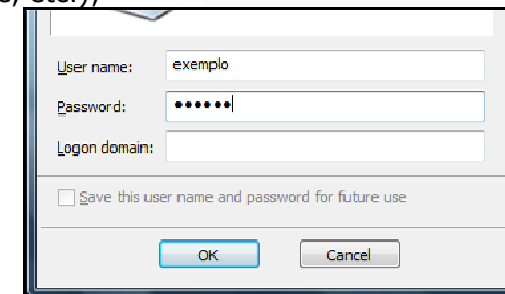 User name: exemplo
Password: ••••••
Logon domain:
Save this user name and password for future use
OK Cancel